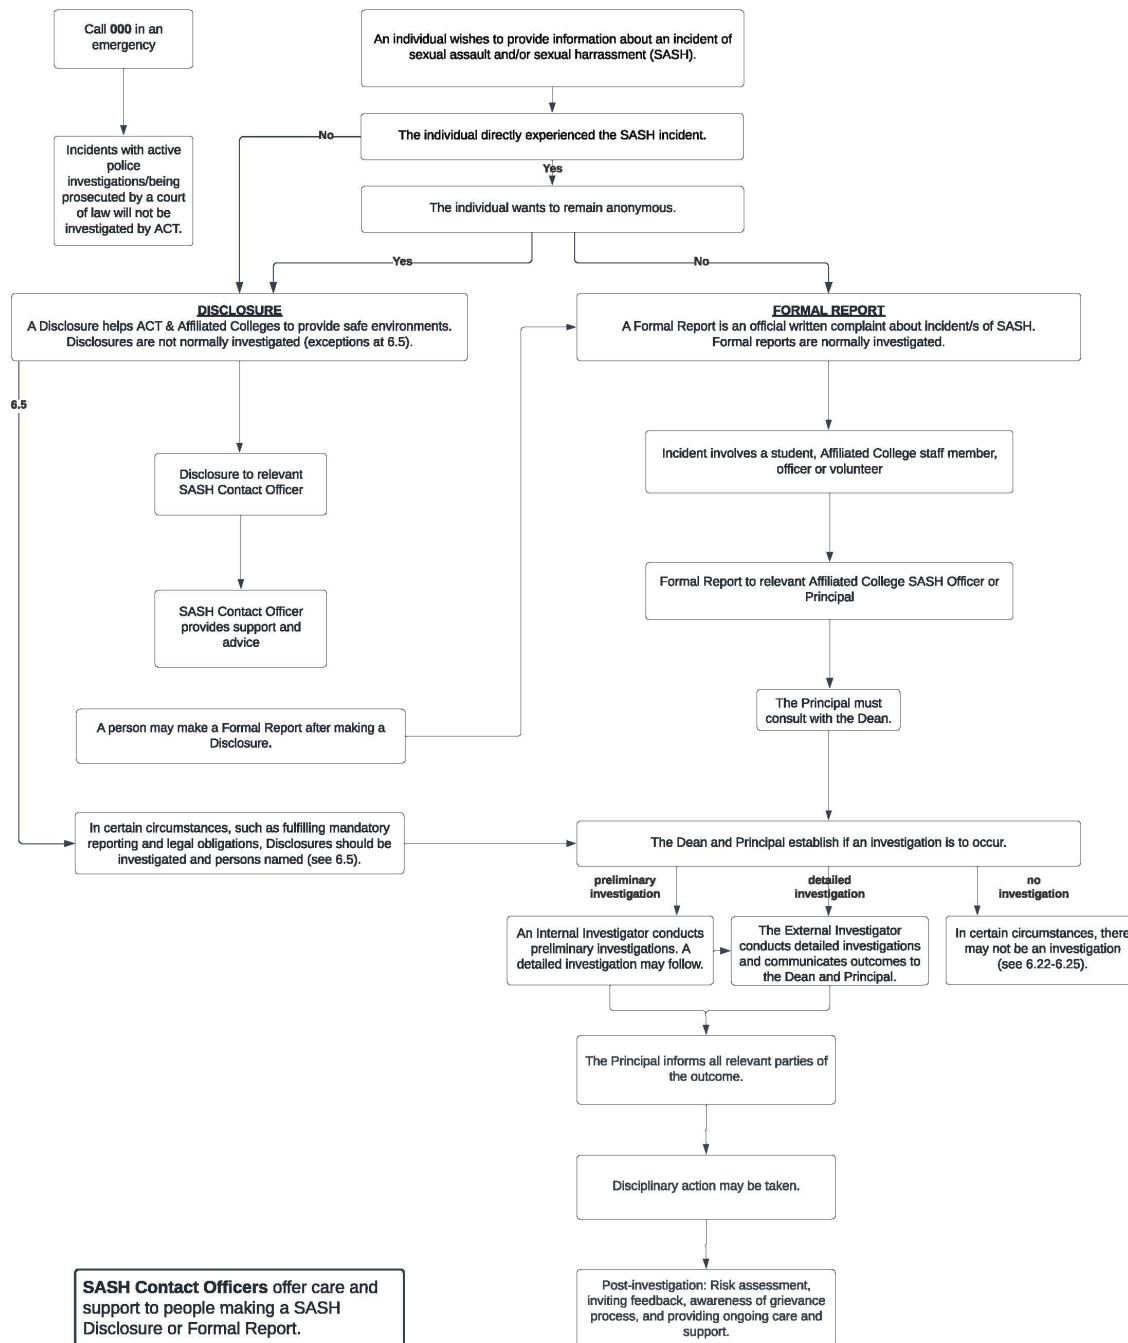 Call 000 in an
emergency
An individual wishes to provide information about an incident of
sexual assault and/or sexual harrassment (SASH).
No
The individual directly experienced the SASH incident.
Incidents with active
police
investigations/being
prosecuted by a court
of law will not be
investigated by ACT.
Yes
The individual wants to remain anonymous.
Yes
No
DISCLOSURE
A Disclosure helps ACT & Affiliated Colleges to provide safe environments.
Disclosures are not normally investigated (exceptions at 6.5).
FORMAL REPORT
A Formal Report is an official written complaint about incident/s of SASH.
Formal reports are normally investigated.
6.5
Incident involves a student, Affiliated College staff member,
officer or volunteer
Disclosure to relevant
SASH Contact Officer
Formal Report to relevant Affiliated College SASH Officer or
Principal
SASH Contact Officer
provides support and
advice
The Principal must
consult with the Dean.
A person may make a Formal Report after making a
Disclosure.
In certain circumstances, such as fulfilling mandatory
reporting and legal obligations, Disclosures should be
investigated and persons named (see 6.5).
The Dean and Principal establish if an investigation is to occur.
preliminary
investigation
detailed
investigation
no
investigation
An Internal Investigator conducts
preliminary investigations. A
detailed investigation may follow.
The External Investigator
conducts detailed investigations
and communicates outcomes to
the Dean and Principal.
In certain circumstances, there
may not be an investigation
(see 6.22-6.25).
The Principal informs all relevant parties of
the outcome.
Disciplinary action may be taken.
SASH Contact Officers offer care and
support to people making a SASH
Disclosure or Formal Report.
Post-investigation: Risk assessment,
inviting feedback, awareness of grievance
process, and providing ongoing care and
support.